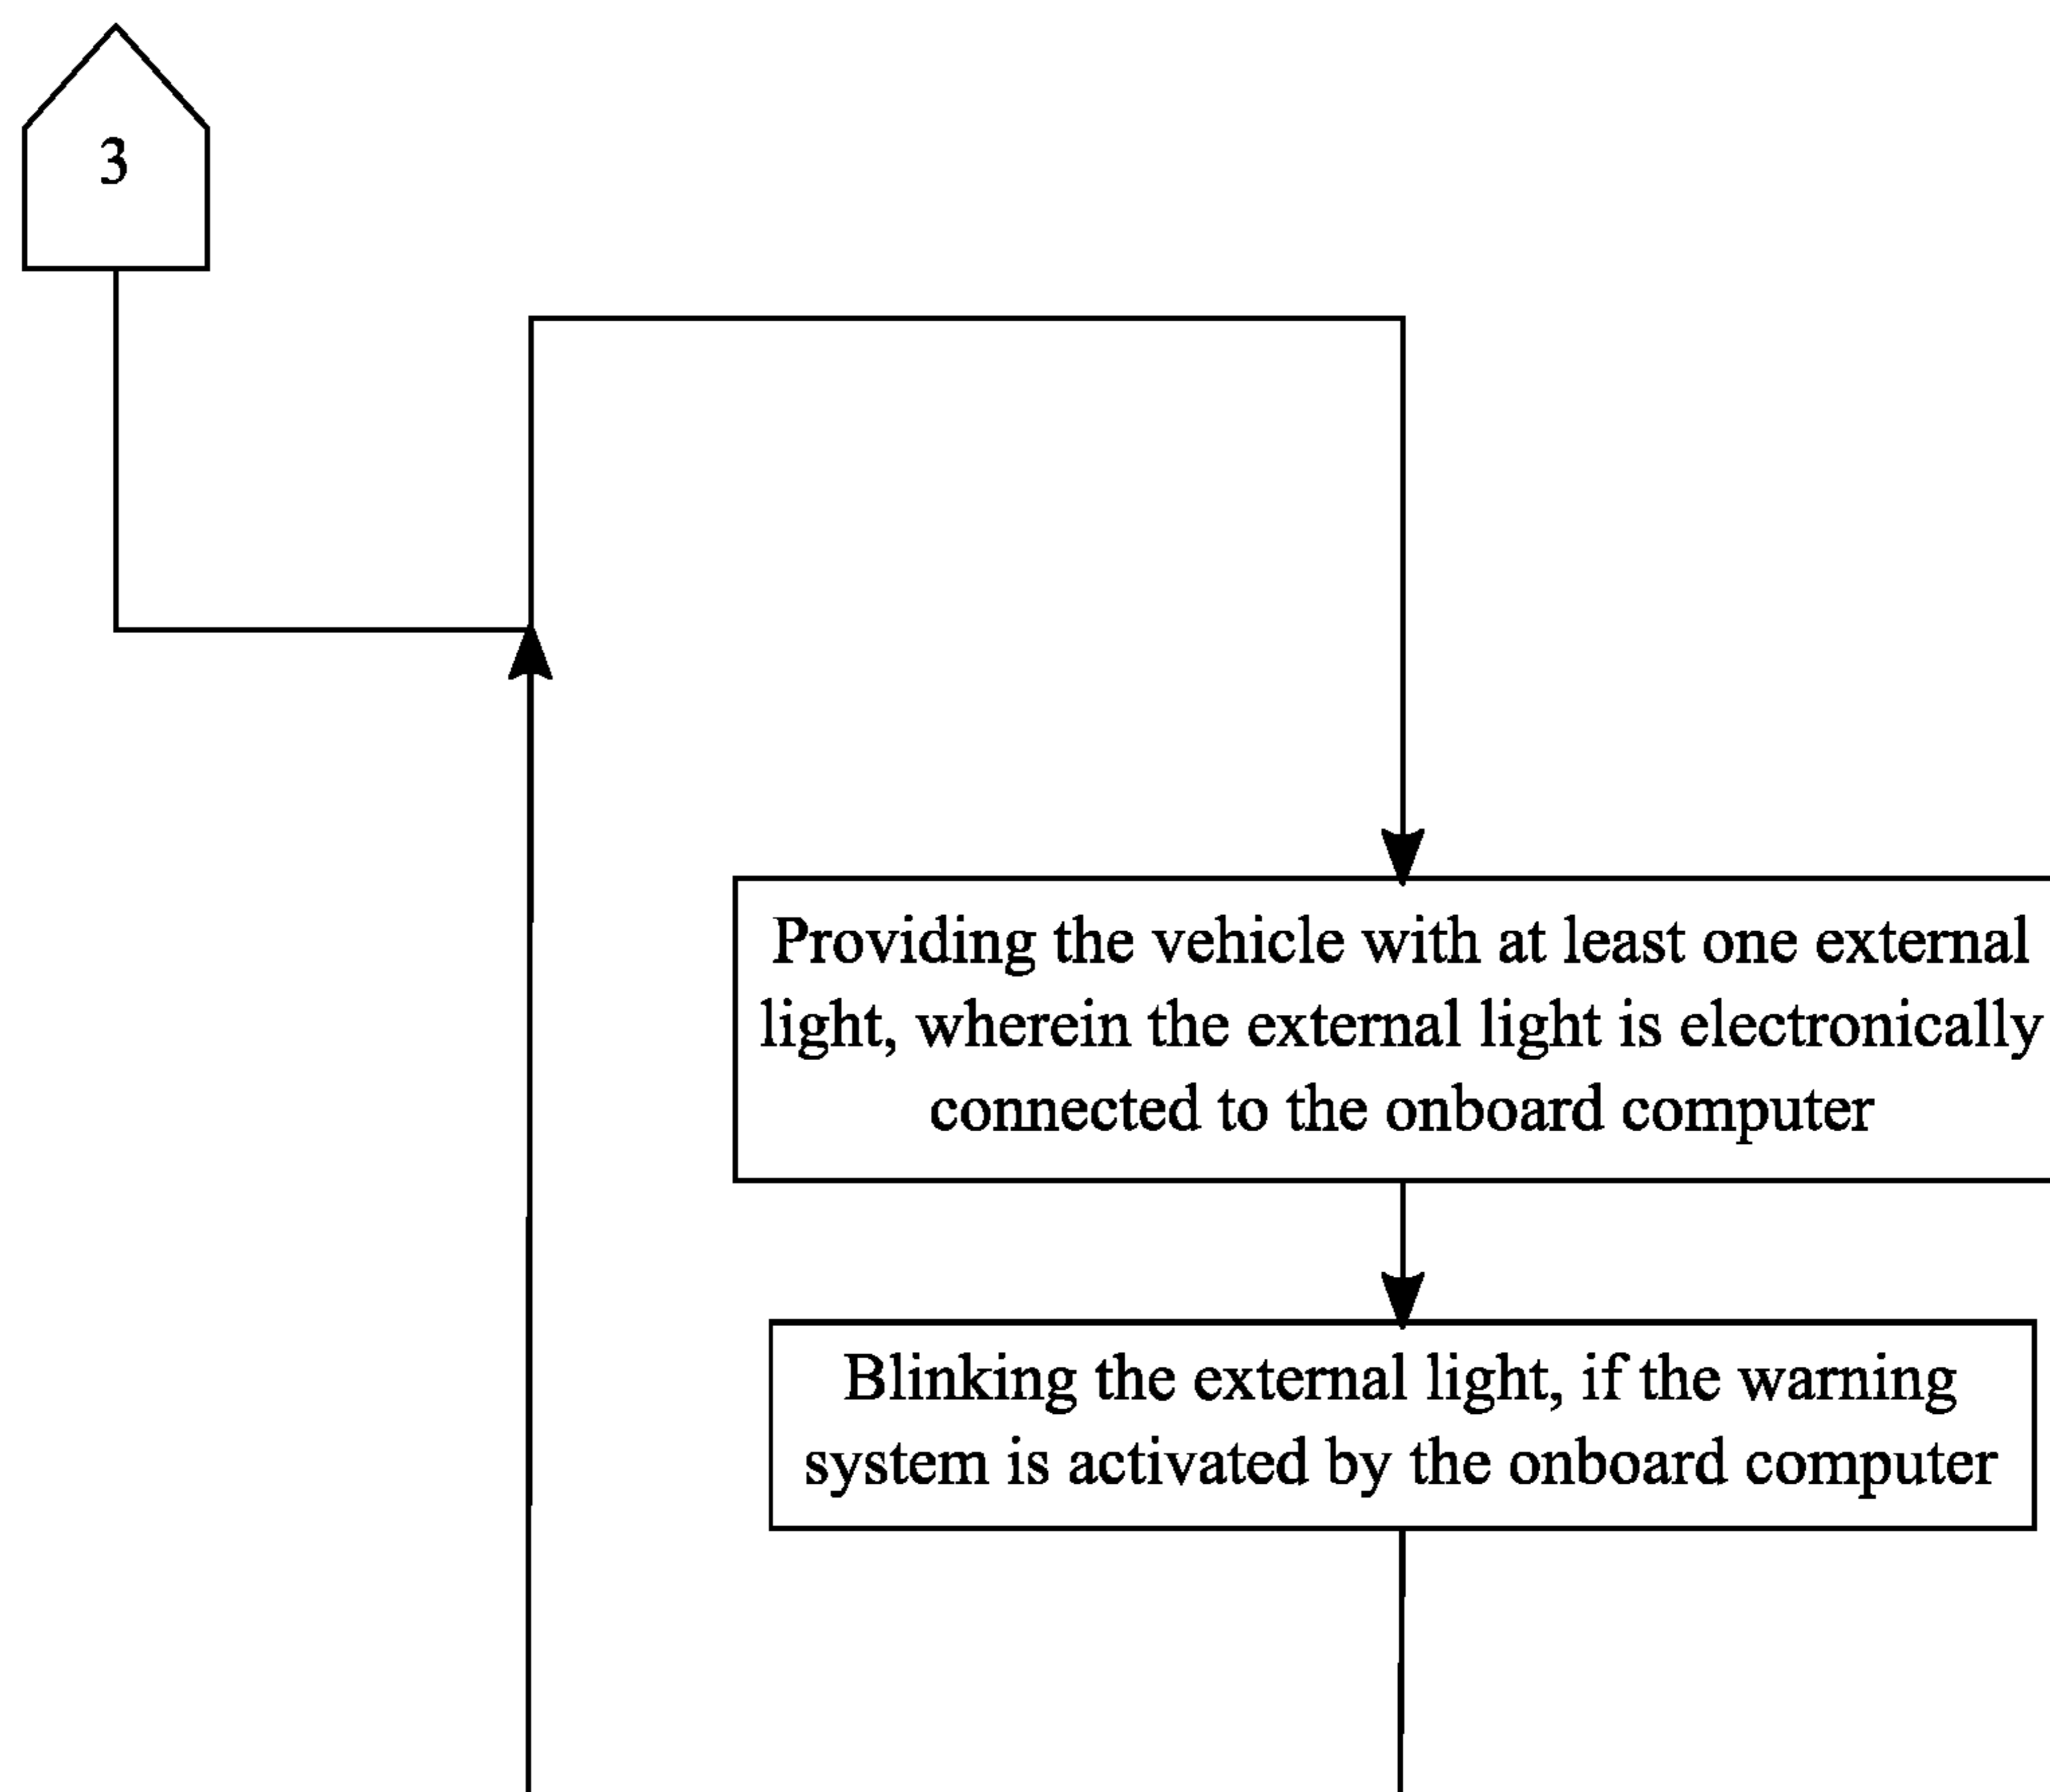 3
Providing the vehicle with at least one external
light, wherein the external light is electronically
connected to the onboard computer
Blinking the external light, if the warning
system is activated by the onboard computer